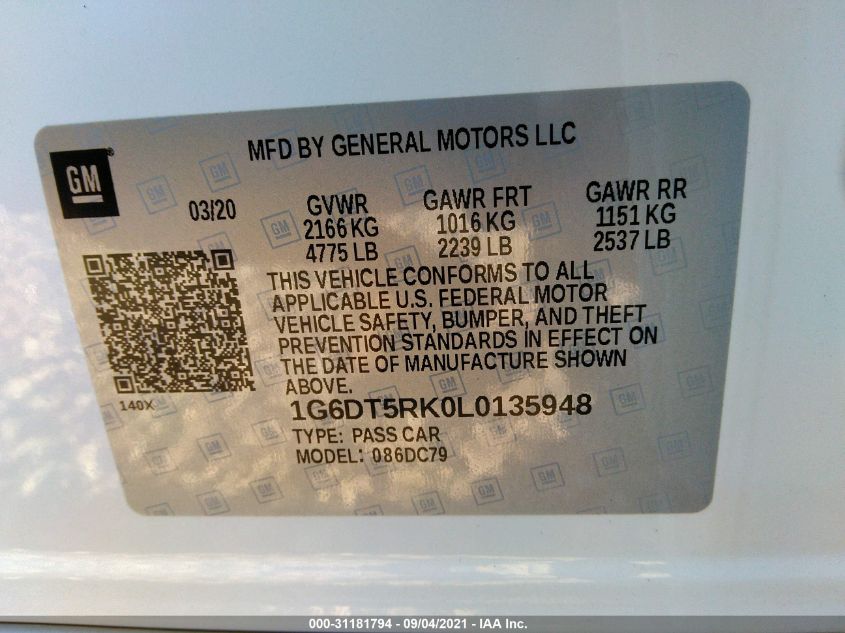 MFD BY GENERAL MOTORS LLC
GM
03/20
GVWR
2166 KG
4775 LB
GAWR FRT
1016 KG
2239 LB
GAWR RR
1151 KG
2537 LB
THIS VEHICLE CONFORMS TO ALL
APPLICABLE U.S. FEDERAL MOTOR
VEHICLE SAFETY, BUMPER, AND THEFT
PREVENTION STANDARDS IN EFFECT ON
THE DATE OF MANUFACTURE SHOWN
ABOVE.
140X
1G6DT5RK0L0135948
TYPE: PASS CAR
MODEL: 086DC79
000-31181794 - 09/04/2021 - IAA Inc.